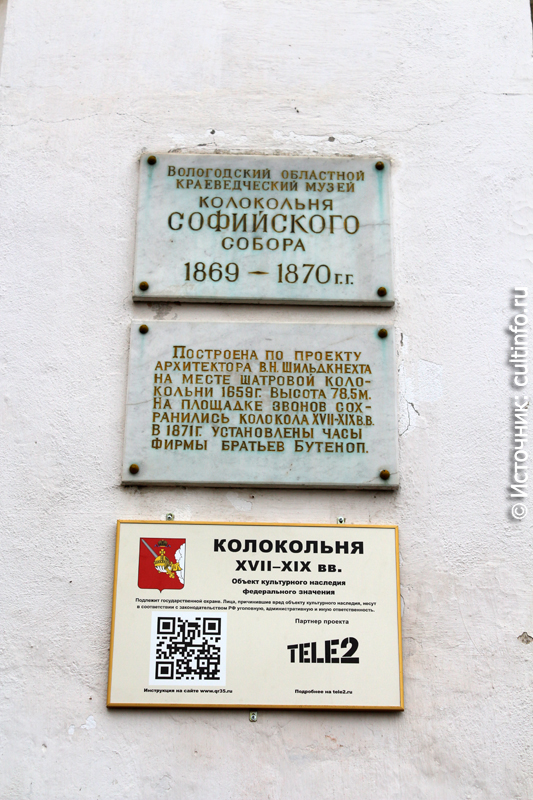 Вологодский областной
краеведческий музей
колокольня
Софийского
собора
1869 – 1870 г.г.
Построена по проекту
архитектора В.Н. Шильдкнехта
на месте шатровой коло-
кольни 1659г. Высота 78,5м.
На площадке звонов сох-
ранились колокола XVII-XIX в.в.
В 1871г. установлены часы
фирмы братьев Бутеноп.
КОЛОКОЛЬНЯ
XVII–XIX вв.
Объект культурного наследия
федерального значения
Подлежит государственной охране. Лица, причинившие вред объекту культурного наследия, несут
в соответствии с законодательством РФ уголовную, административную и иную ответственность.
Партнер проекта
TELE2
Инструкция на сайте www.qr35.ru
Подробнее на tele2.ru
© Источник: cultinfo.ru